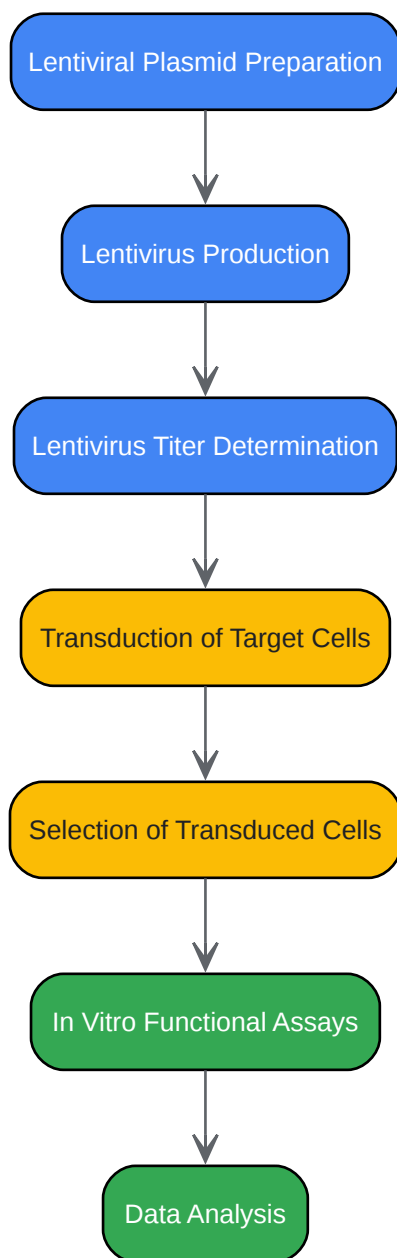 Lentiviral Plasmid Preparation
Lentivirus Production
Lentivirus Titer Determination
Transduction of Target Cells
Selection of Transduced Cells
In Vitro Functional Assays
Data Analysis